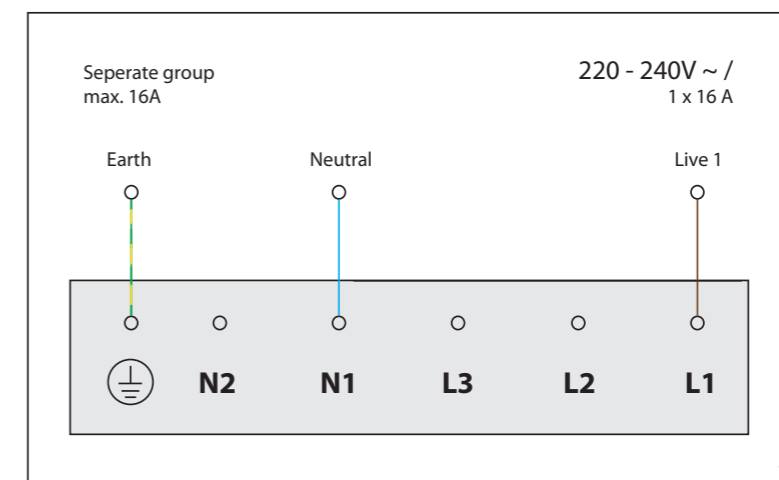 Seperate group
max. 16A
220 - 240V ~ /
1 x 16 A
Earth
Neutral
Live 1
N2
N1
L3
L2
L1